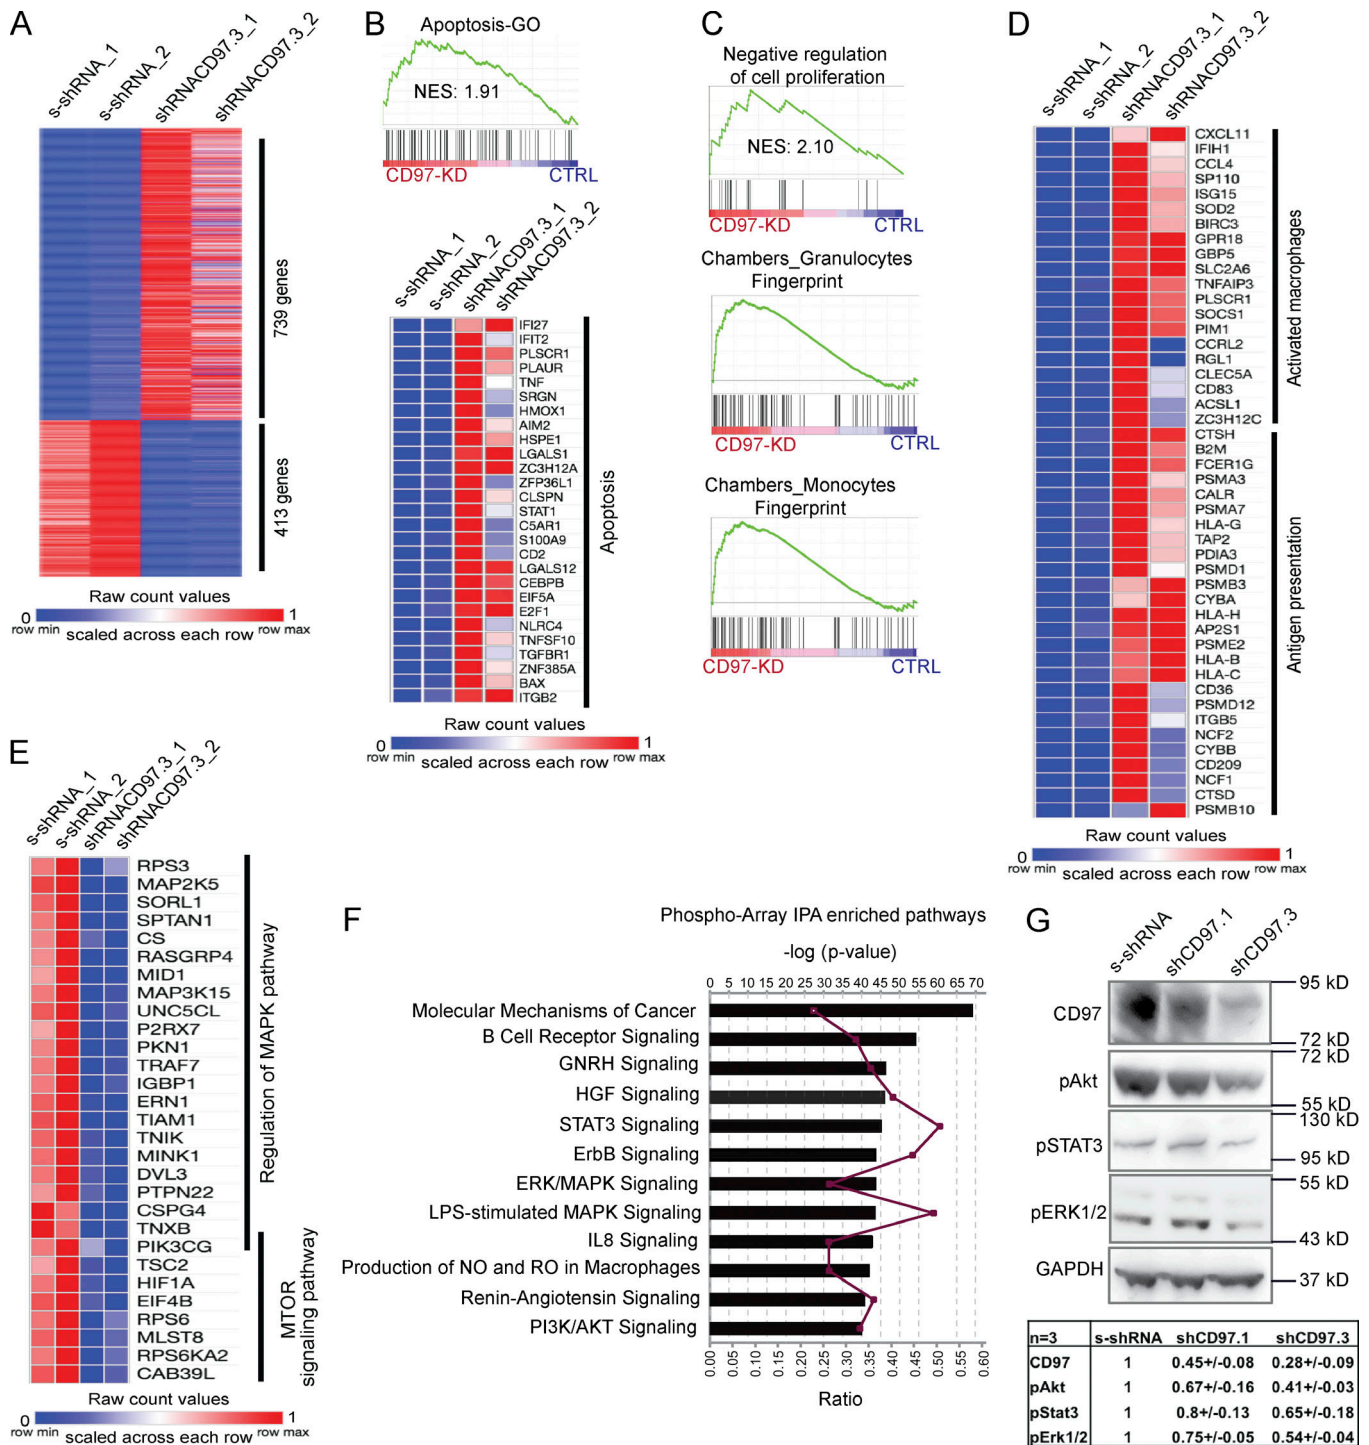 A
s-shRNA_1
s-shRNA_2
shRNACD97.3_1
shRNACD97.3_2
739 genes
413 genes
Raw count values
0
1
row min
scaled across each row
row max
B
Apoptosis-GO
NES: 1.91
CD97-KD
CTRL
s-shRNA_1
s-shRNA_2
shRNACD97.3_1
shRNACD97.3_2
IFI27
IFIT2
PLSCR1
PLAUR
TNF
SRGN
HMOX1
AIM2
HSPE1
LGALS1
ZC3H12A
ZFP36L1
CLSPN
STAT1
C5AR1
S100A9
CD2
LGALS12
CEBPB
EIF5A
E2F1
NLRC4
TNFSF10
TGFBR1
ZNF385A
BAX
ITGB2
Apoptosis
Raw count values
0
1
row min
scaled across each row
row max
C
Negative regulation
of cell proliferation
NES: 2.10
CD97-KD
CTRL
Chambers_Granulocytes
Fingerprint
CD97-KD
CTRL
Chambers_Monocytes
Fingerprint
CD97-KD
CTRL
D
s-shRNA_1
s-shRNA_2
shRNACD97.3_1
shRNACD97.3_2
CXCL11
IFIH1
CCL4
SP110
ISG15
SOD2
BIRC3
GPR18
GBP5
SLC2A6
TNFAIP3
PLSCR1
SOCS1
PIM1
CCRL2
RGL1
CLEC5A
CD83
ACSL1
ZC3H12C
CTSH
B2M
FCER1G
PSMA3
CALR
PSMA7
HLA-G
TAP2
PDIA3
PSMD1
PSMB3
CYBA
HLA-H
AP2S1
PSME2
HLA-B
HLA-C
CD36
PSMD12
ITGB5
NCF2
CYBB
CD209
NCF1
CTSD
PSMB10
Activated macrophages
Antigen presentation
Raw count values
0
1
row min
scaled across each row
row max
E
s-shRNA_1
s-shRNA_2
shRNACD97.3_1
shRNACD97.3_2
RPS3
MAP2K5
SORL1
SPTAN1
CS
RASGRP4
MID1
MAP3K15
UNC5CL
P2RX7
PKN1
TRAF7
IGBP1
ERN1
TIAM1
TNIK
MINK1
DVL3
PTPN22
CSPG4
TNXB
PIK3CG
TSC2
HIF1A
EIF4B
RPS6
MLST8
RPS6KA2
CAB39L
Regulation of MAPK pathway
MTOR
signaling pathway
Raw count values
0
1
row min
scaled across each row
row max
F
Phospho-Array IPA enriched pathways
-log (p-value)
0 5 10 15 20 25 30 35 40 45 50 55 60 65 70 75
Molecular Mechanisms of Cancer
B Cell Receptor Signaling
GNRH Signaling
HGF Signaling
STAT3 Signaling
ErbB Signaling
ERK/MAPK Signaling
LPS-stimulated MAPK Signaling
IL8 Signaling
Production of NO and RO in Macrophages
Renin-Angiotensin Signaling
PI3K/AKT Signaling
0.00 0.05 0.10 0.15 0.20 0.25 0.30 0.35 0.40 0.45 0.50 0.55 0.60
Ratio
G
s-shRNA
shCD97.1
shCD97.3
CD97
95 kD
72 kD
pAkt
72 kD
55 kD
pSTAT3
130 kD
95 kD
pERK1/2
55 kD
43 kD
GAPDH
37 kD
n=3 s-shRNA shCD97.1 shCD97.3
CD97 1 0.45+/-0.08 0.28+/-0.09
pAkt 1 0.67+/-0.16 0.41+/-0.03
pStat3 1 0.8+/-0.13 0.65+/-0.18
pErk1/2 1 0.75+/-0.05 0.54+/-0.04